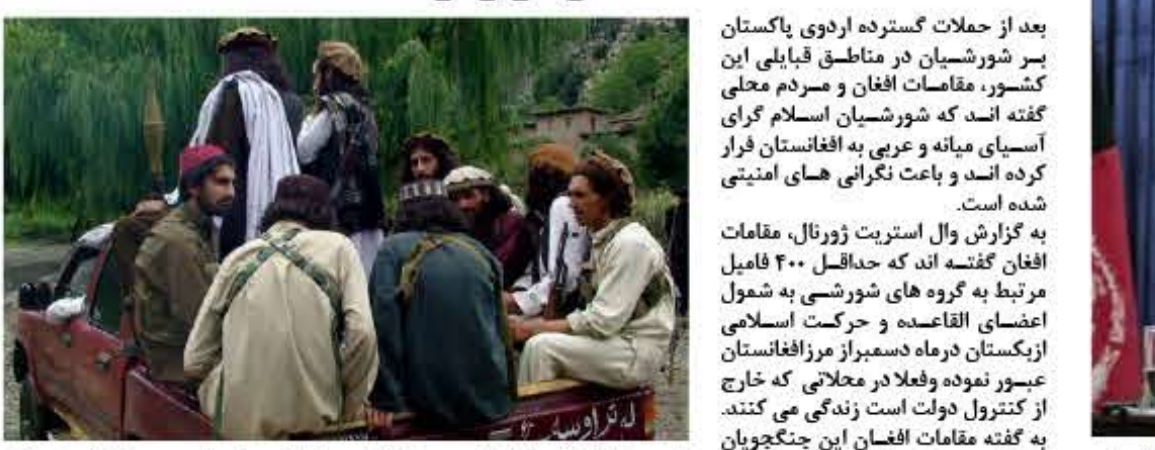 بعد از حملات گسترده اردوی پاکستان
بر شورشیان در مناطق قبایلی این
کشور، مقامات افغان و مردم محلی
گفته اند که شورشیان اسلام گرای
آسیای میانه و عربی به افغانستان فرار
کرده اند و باعت نگرانی های امنیتی
شده است.
به گزارش وال استریت ژورنال، مقامات
افغان گفته اند که حداقل ۴۰۰ فامیل
مرتبط به گروه های شورشی به شمول
اعضای القاعده و حرکت اسلامی
ازبکستان درماه دسمبراز مرزافغانستان
عبور نموده وفعلا در محلاتی که خارج
از کنترول دولت است زندگی می کنند.
به گفته مقامات افغان این جنگجویان